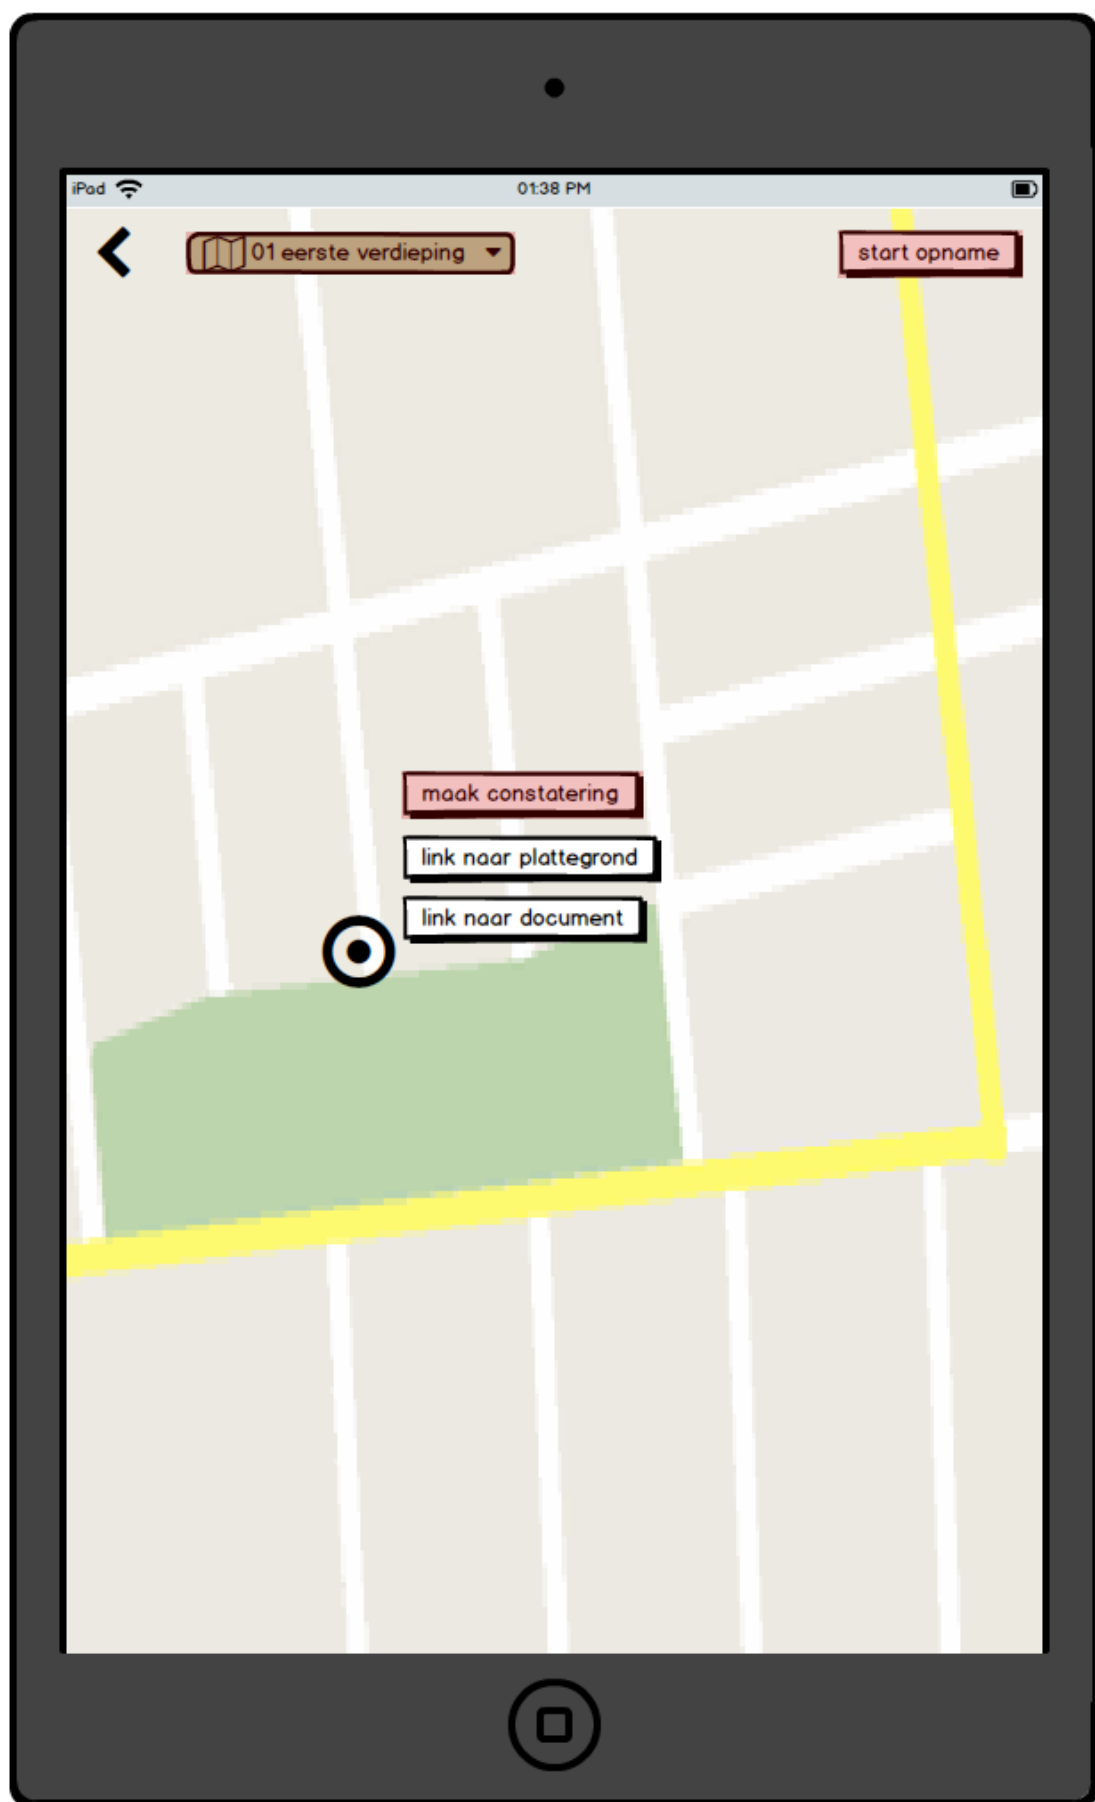 iPad
01:38 PM
01 eerste verdieping
start opname
maak constatering
link naar plattegrond
link naar document